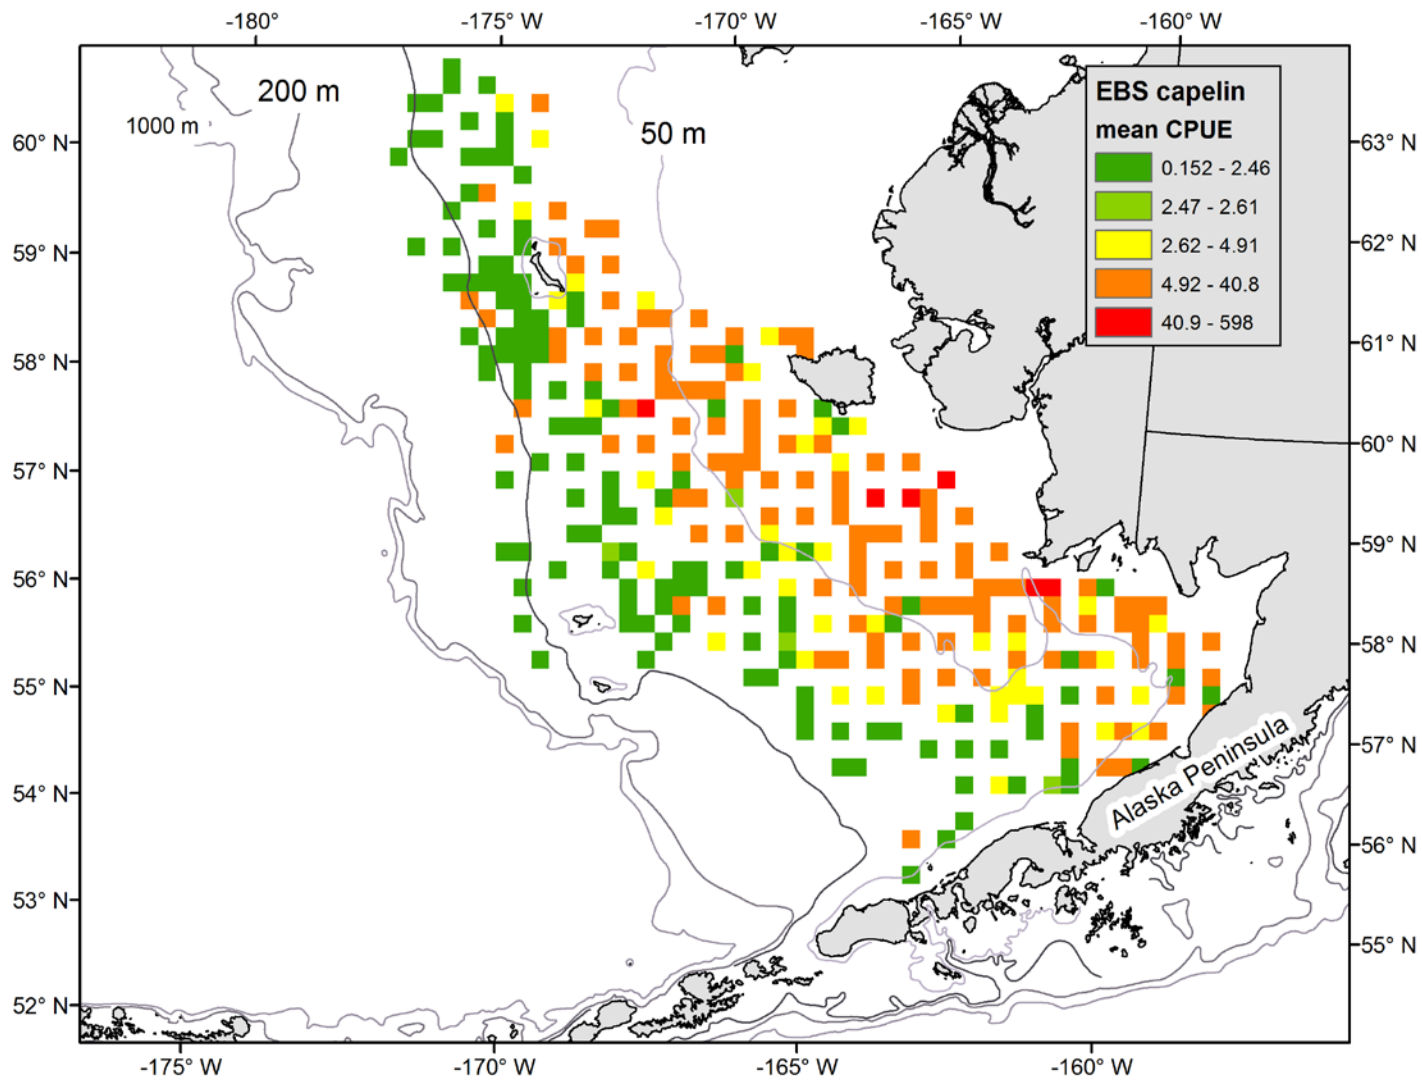 -180°
-175° W
-170° W
-165° W
-160° W
200 m
1000 m
50 m
EBS capelin
mean CPUE
0.152 - 2.46
2.47 - 2.61
2.62 - 4.91
4.92 - 40.8
40.9 - 598
60° N
59° N
58° N
57° N
56° N
55° N
54° N
53° N
52° N
63° N
62° N
61° N
60° N
59° N
58° N
57° N
56° N
55° N
Alaska Peninsula
-175° W
-170° W
-165° W
-160° W